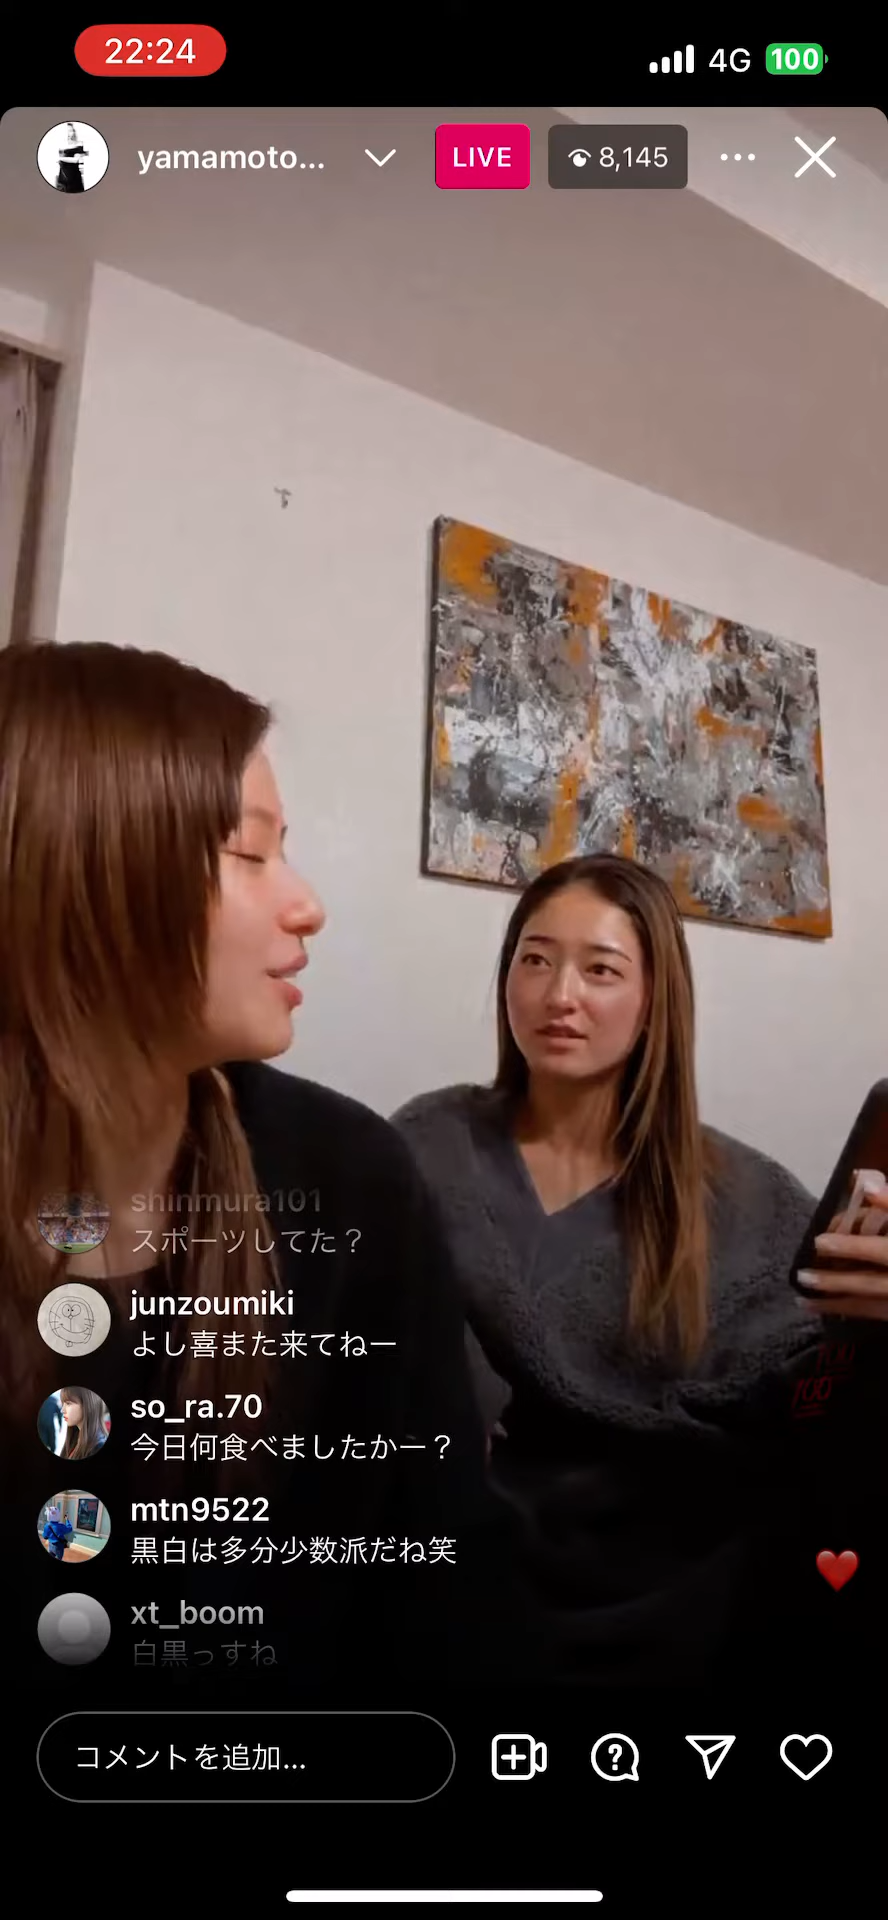 22:24
4G
100
yamamoto...
LIVE
8,145
shinmura101
スポーツしてた？
junzoumiki
よし喜また来てねー
so_ra.70
今日何食べましたかー？
mtn9522
黒白は多分少数派だね笑
xt_boom
白黒っすね
100
100
コメントを追加...